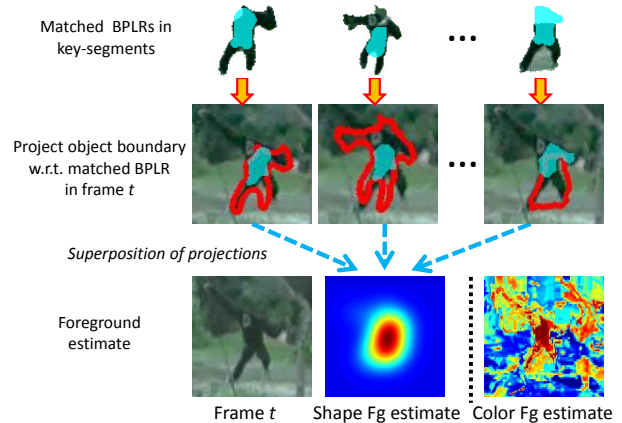 Matched BPLRs in
key-segments
...
Project object boundary
w.r.t. matched BPLR
in frame t
...
Superposition of projections
Foreground
estimate
Frame t
Shape Fg estimate
Color Fg estimate